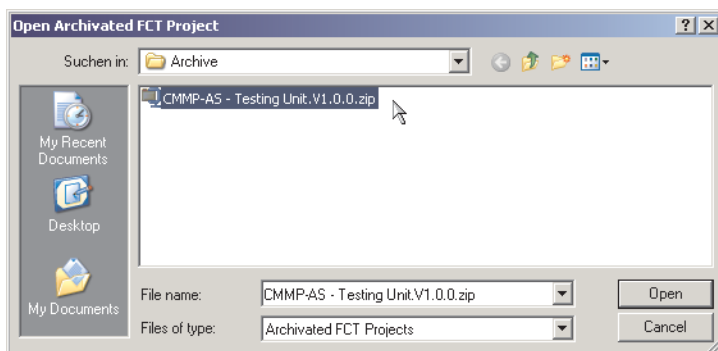 Open Archivated FCT Project
Suchen in: Archive
CMMP-AS - Testing Unit.V1.0.0.zip
My Recent
Documents
Desktop
My Documents
File name: CMMP-AS - Testing Unit.V1.0.0.zip Open
Files of type: Archivated FCT Projects Cancel